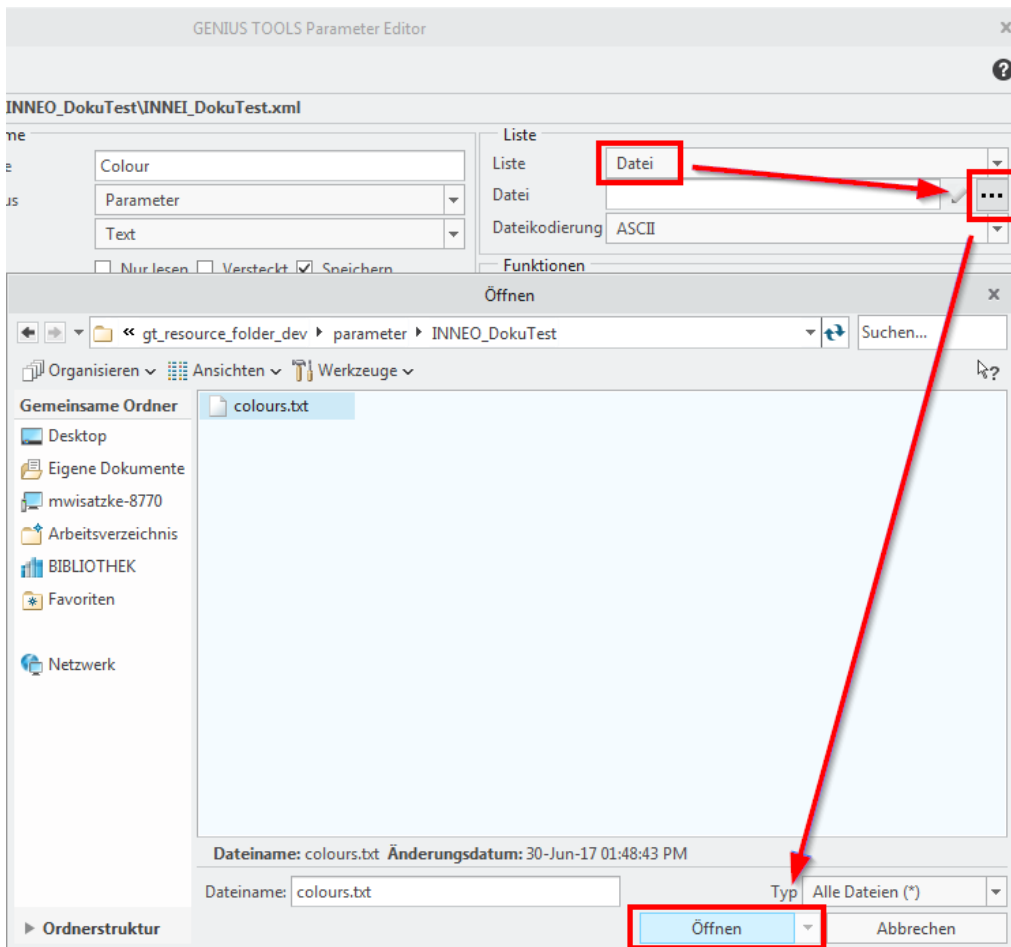 GENIUS TOOLS Parameter Editor
INNEO_DokuTest\INNEI_DokuTest.xml
me
Liste
e
Colour
Liste
Datei
us
Parameter
Datei
...
Text
Dateikodierung
ASCII
Nur lesen Versteckt Speichern
Funktionen
Öffnen
« gt_resource_folder_dev parameter INNEO_DokuTest
Suchen...
Organisieren Ansichten Werkzeuge
Gemeinsame Ordner
colours.txt
Desktop
Eigene Dokumente
mwisatzke-8770
Arbeitsverzeichnis
BIBLIOTHEK
Favoriten
Netzwerk
Dateiname: colours.txt Änderungsdatum: 30-Jun-17 01:48:43 PM
Dateiname: colours.txt
Typ Alle Dateien (*)
Ordnerstruktur
Öffnen
Abbrechen